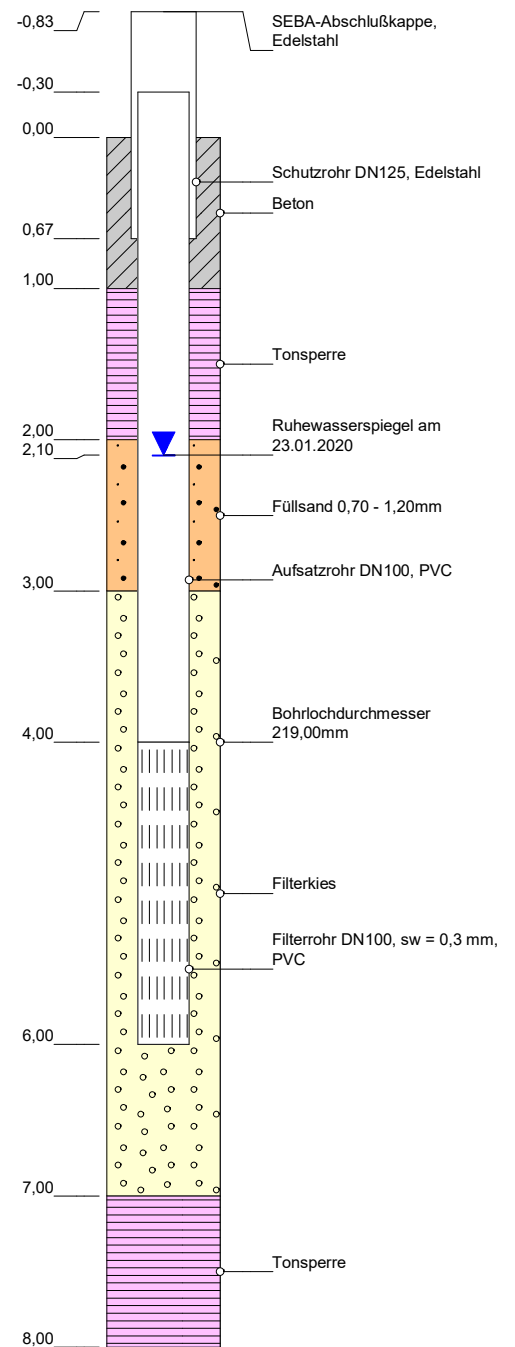 -0,83
SEBA-Abschlußkappe,
Edelstahl
-0,30
0,00
Schutzrohr DN125, Edelstahl
Beton
0,67
1,00
Tonsperre
2,00
Ruhewasserspiegel am
23.01.2020
2,10
Füllsand 0,70 - 1,20mm
Aufsatzrohr DN100, PVC
3,00
Bohrlochdurchmesser
219,00mm
4,00
Filterkies
Filterrohr DN100, sw = 0,3 mm,
PVC
6,00
7,00
Tonsperre
8,00